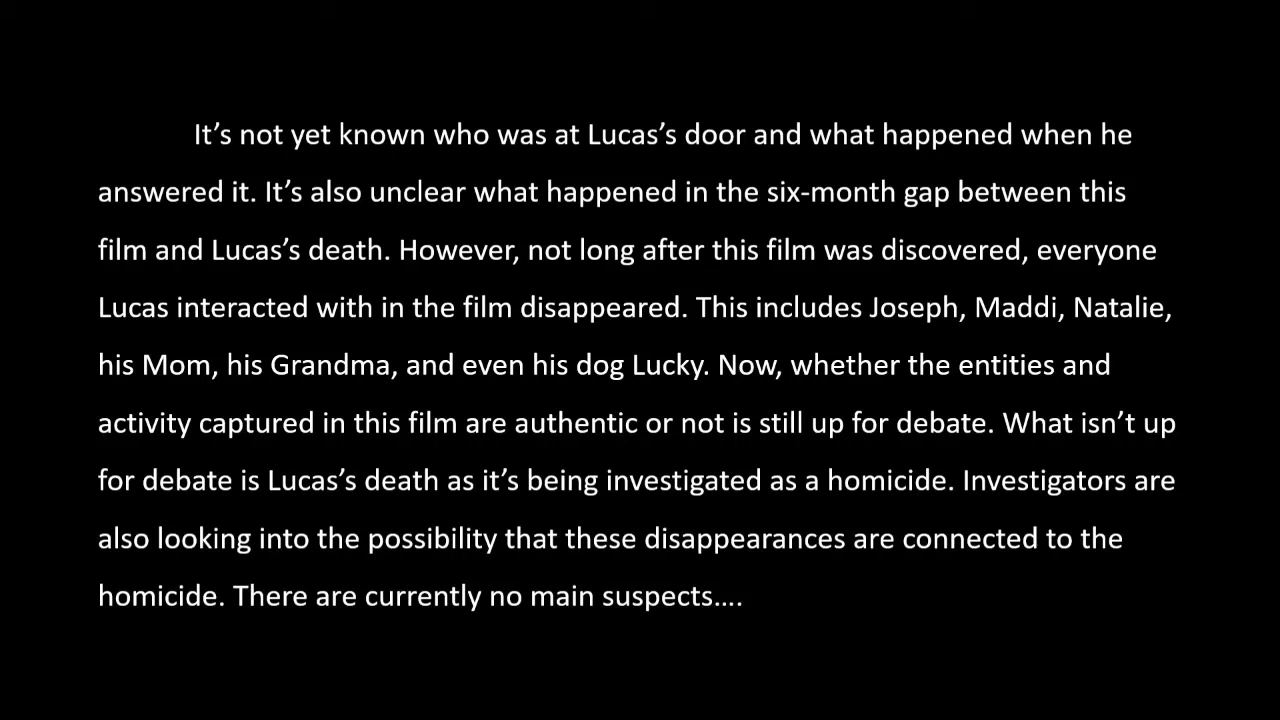 It’s not yet known who was at Lucas’s door and what happened when he
answered it. It’s also unclear what happened in the six-month gap between this
film and Lucas’s death. However, not long after this film was discovered, everyone
Lucas interacted with in the film disappeared. This includes Joseph, Maddi, Natalie,
his Mom, his Grandma, and even his dog Lucky. Now, whether the entities and
activity captured in this film are authentic or not is still up for debate. What isn’t up
for debate is Lucas’s death as it’s being investigated as a homicide. Investigators are
also looking into the possibility that these disappearances are connected to the
homicide. There are currently no main suspects….